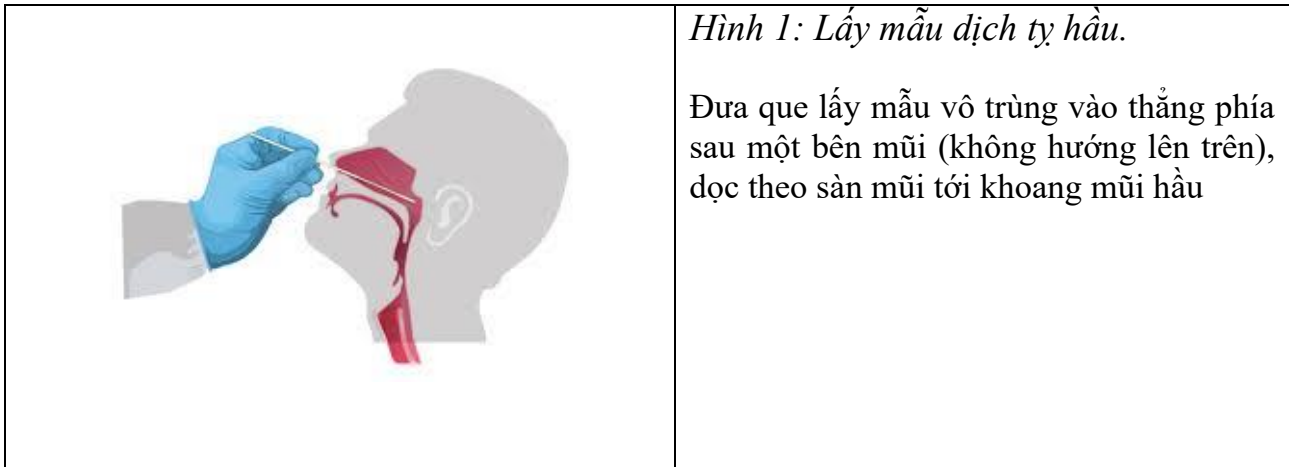 Hình 1: Lấy mẫu dịch tỵ hầu.
Đưa que lấy mẫu vô trùng vào thẳng phía
sau một bên mũi (không hướng lên trên),
dọc theo sàn mũi tới khoang mũi hầu